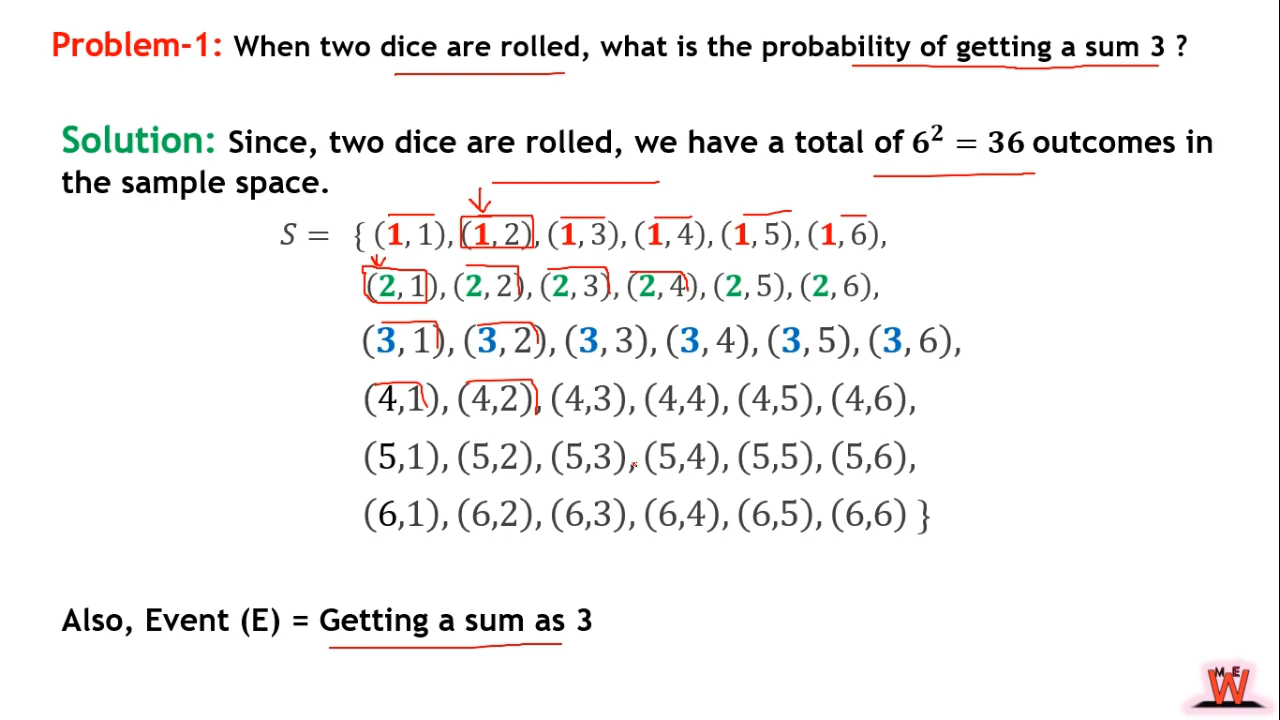 Problem-1: When two dice are rolled, what is the probability of getting a sum 3 ?
Solution: Since, two dice are rolled, we have a total of 6² = 36 outcomes in
the sample space.
S = { (1, 1), (1, 2), (1, 3), (1, 4), (1, 5), (1, 6),
(2, 1), (2, 2), (2, 3), (2, 4), (2, 5), (2, 6),
(3, 1), (3, 2), (3, 3), (3, 4), (3, 5), (3, 6),
(4,1), (4,2), (4,3), (4,4), (4,5), (4,6),
(5,1), (5,2), (5,3), (5,4), (5,5), (5,6),
(6,1), (6,2), (6,3), (6,4), (6,5), (6,6) }
Also, Event (E) = Getting a sum as 3
M E
W